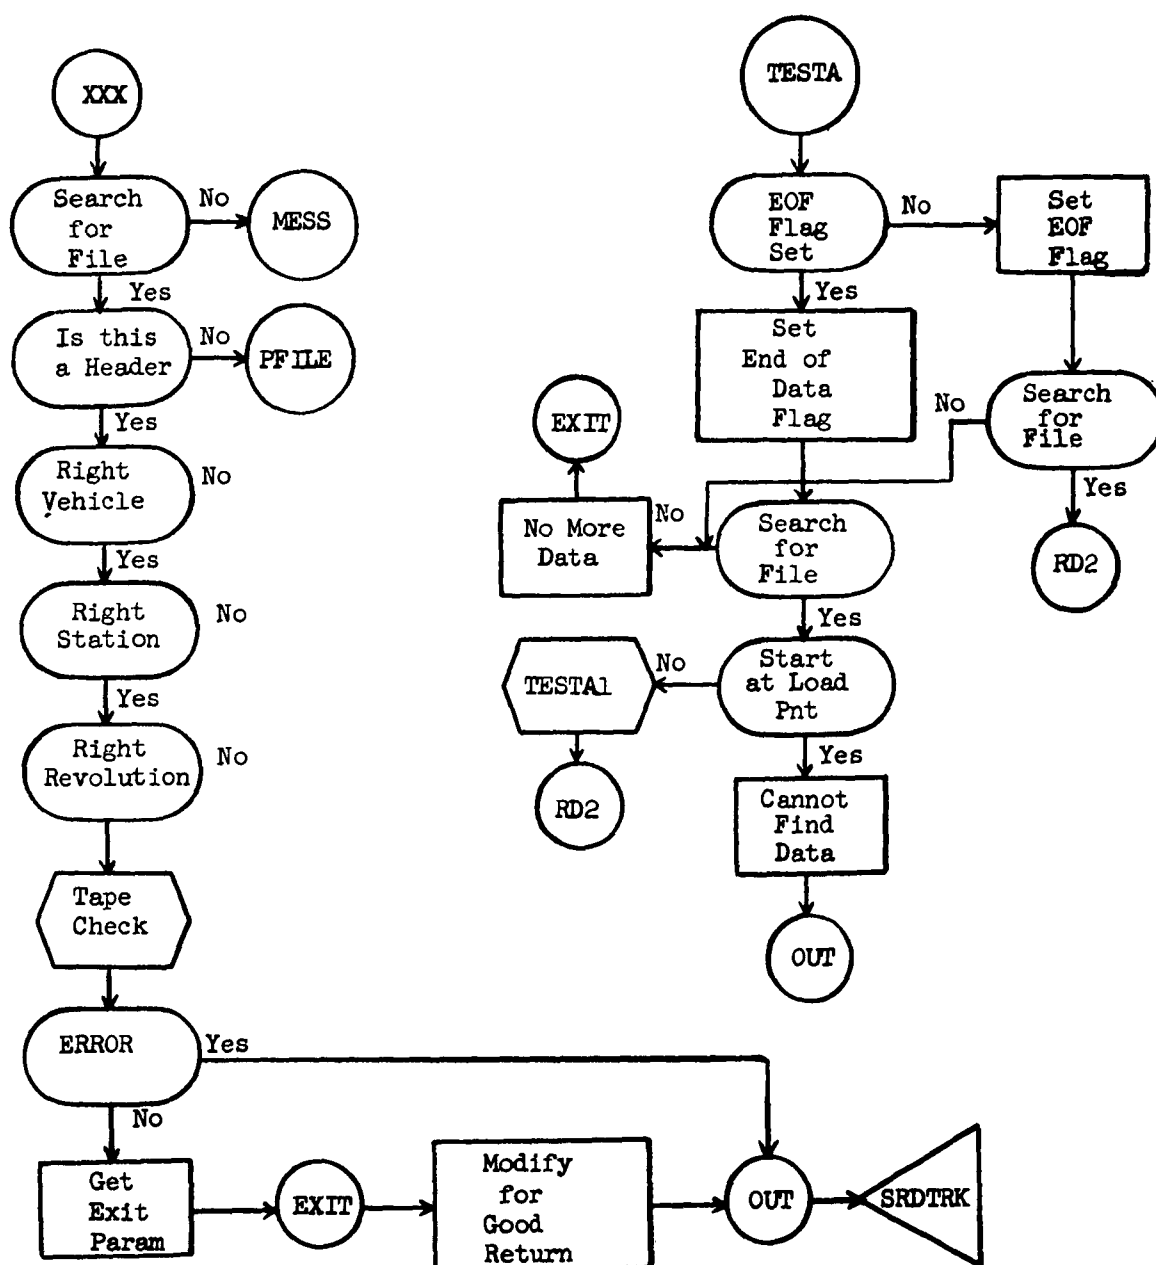 XXX
Search
for
File
No
MESS
Yes
Is this
a Header
No
PFILE
Yes
Right
Vehicle
No
Yes
Right
Station
No
Yes
Right
Revolution
No
Tape
Check
ERROR
Yes
No
Get
Exit
Param
EXIT
Modify
for
Good
Return
OUT
SRDTRK
TESTA
EOF
Flag
Set
No
Set
EOF
Flag
Yes
Set
End of
Data
Flag
Search
for
File
No
Yes
RD2
EXIT
No More
Data
No
Search
for
File
Yes
Start
at Load
Pnt
No
TESTA1
RD2
Yes
Cannot
Find
Data
OUT